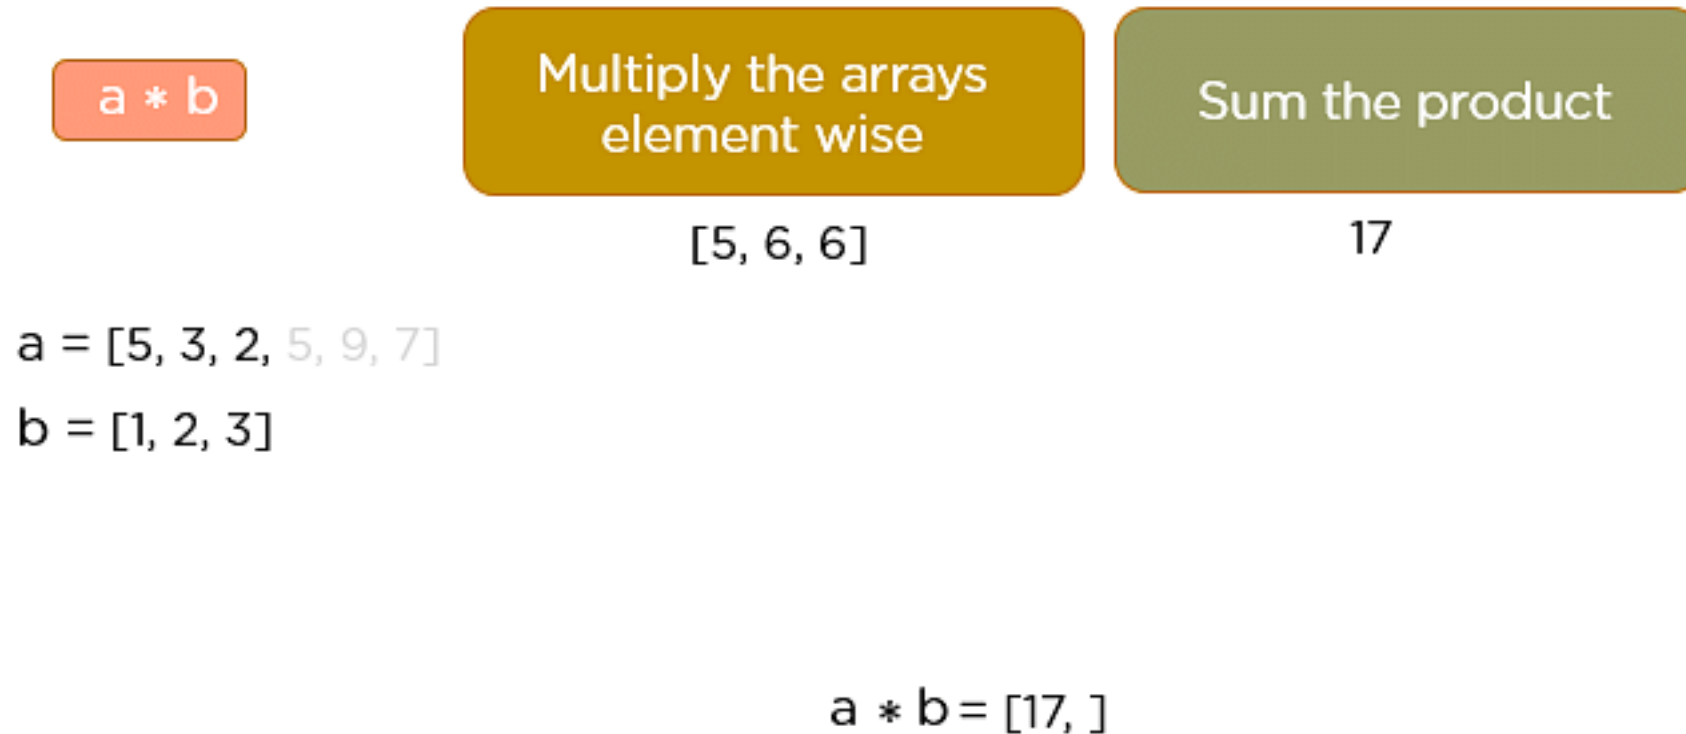 a * b
Multiply the arrays
element wise
Sum the product
[5, 6, 6]
17
a = [5, 3, 2, 5, 9, 7]
b = [1, 2, 3]
a * b = [17, ]